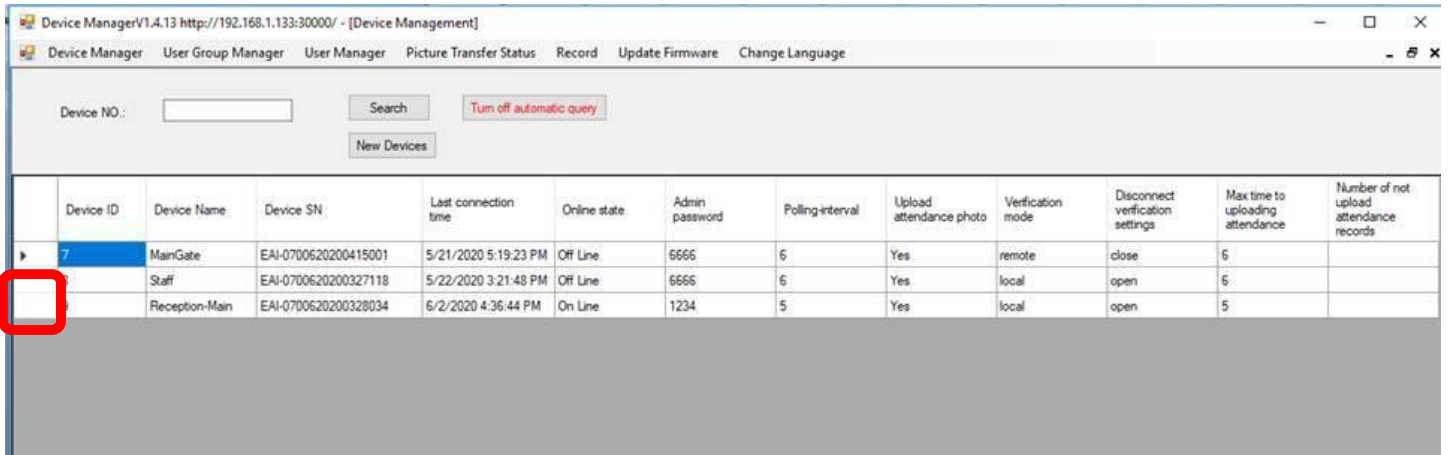 Device ManagerV1.4.13 http://192.168.1.133:30000/ - [Device Management]
Device Manager User Group Manager User Manager Picture Transfer Status Record Update Firmware Change Language
Device NO.: Search Turn off automatic query
New Devices
Device ID Device Name Device SN Last connection time Online state Admin password Polling-interval Upload attendance photo Verification mode Disconnect verification settings Max time to uploading attendance Number of not upload attendance records
7 MainGate EAI-0700620200415001 5/21/2020 5:19:23 PM Off Line 6666 6 Yes remote close 6
Staff EAI-0700620200327118 5/22/2020 3:21:48 PM Off Line 6666 6 Yes local open 6
Reception-Main EAI-0700620200328034 6/2/2020 4:36:44 PM On Line 1234 5 Yes local open 5